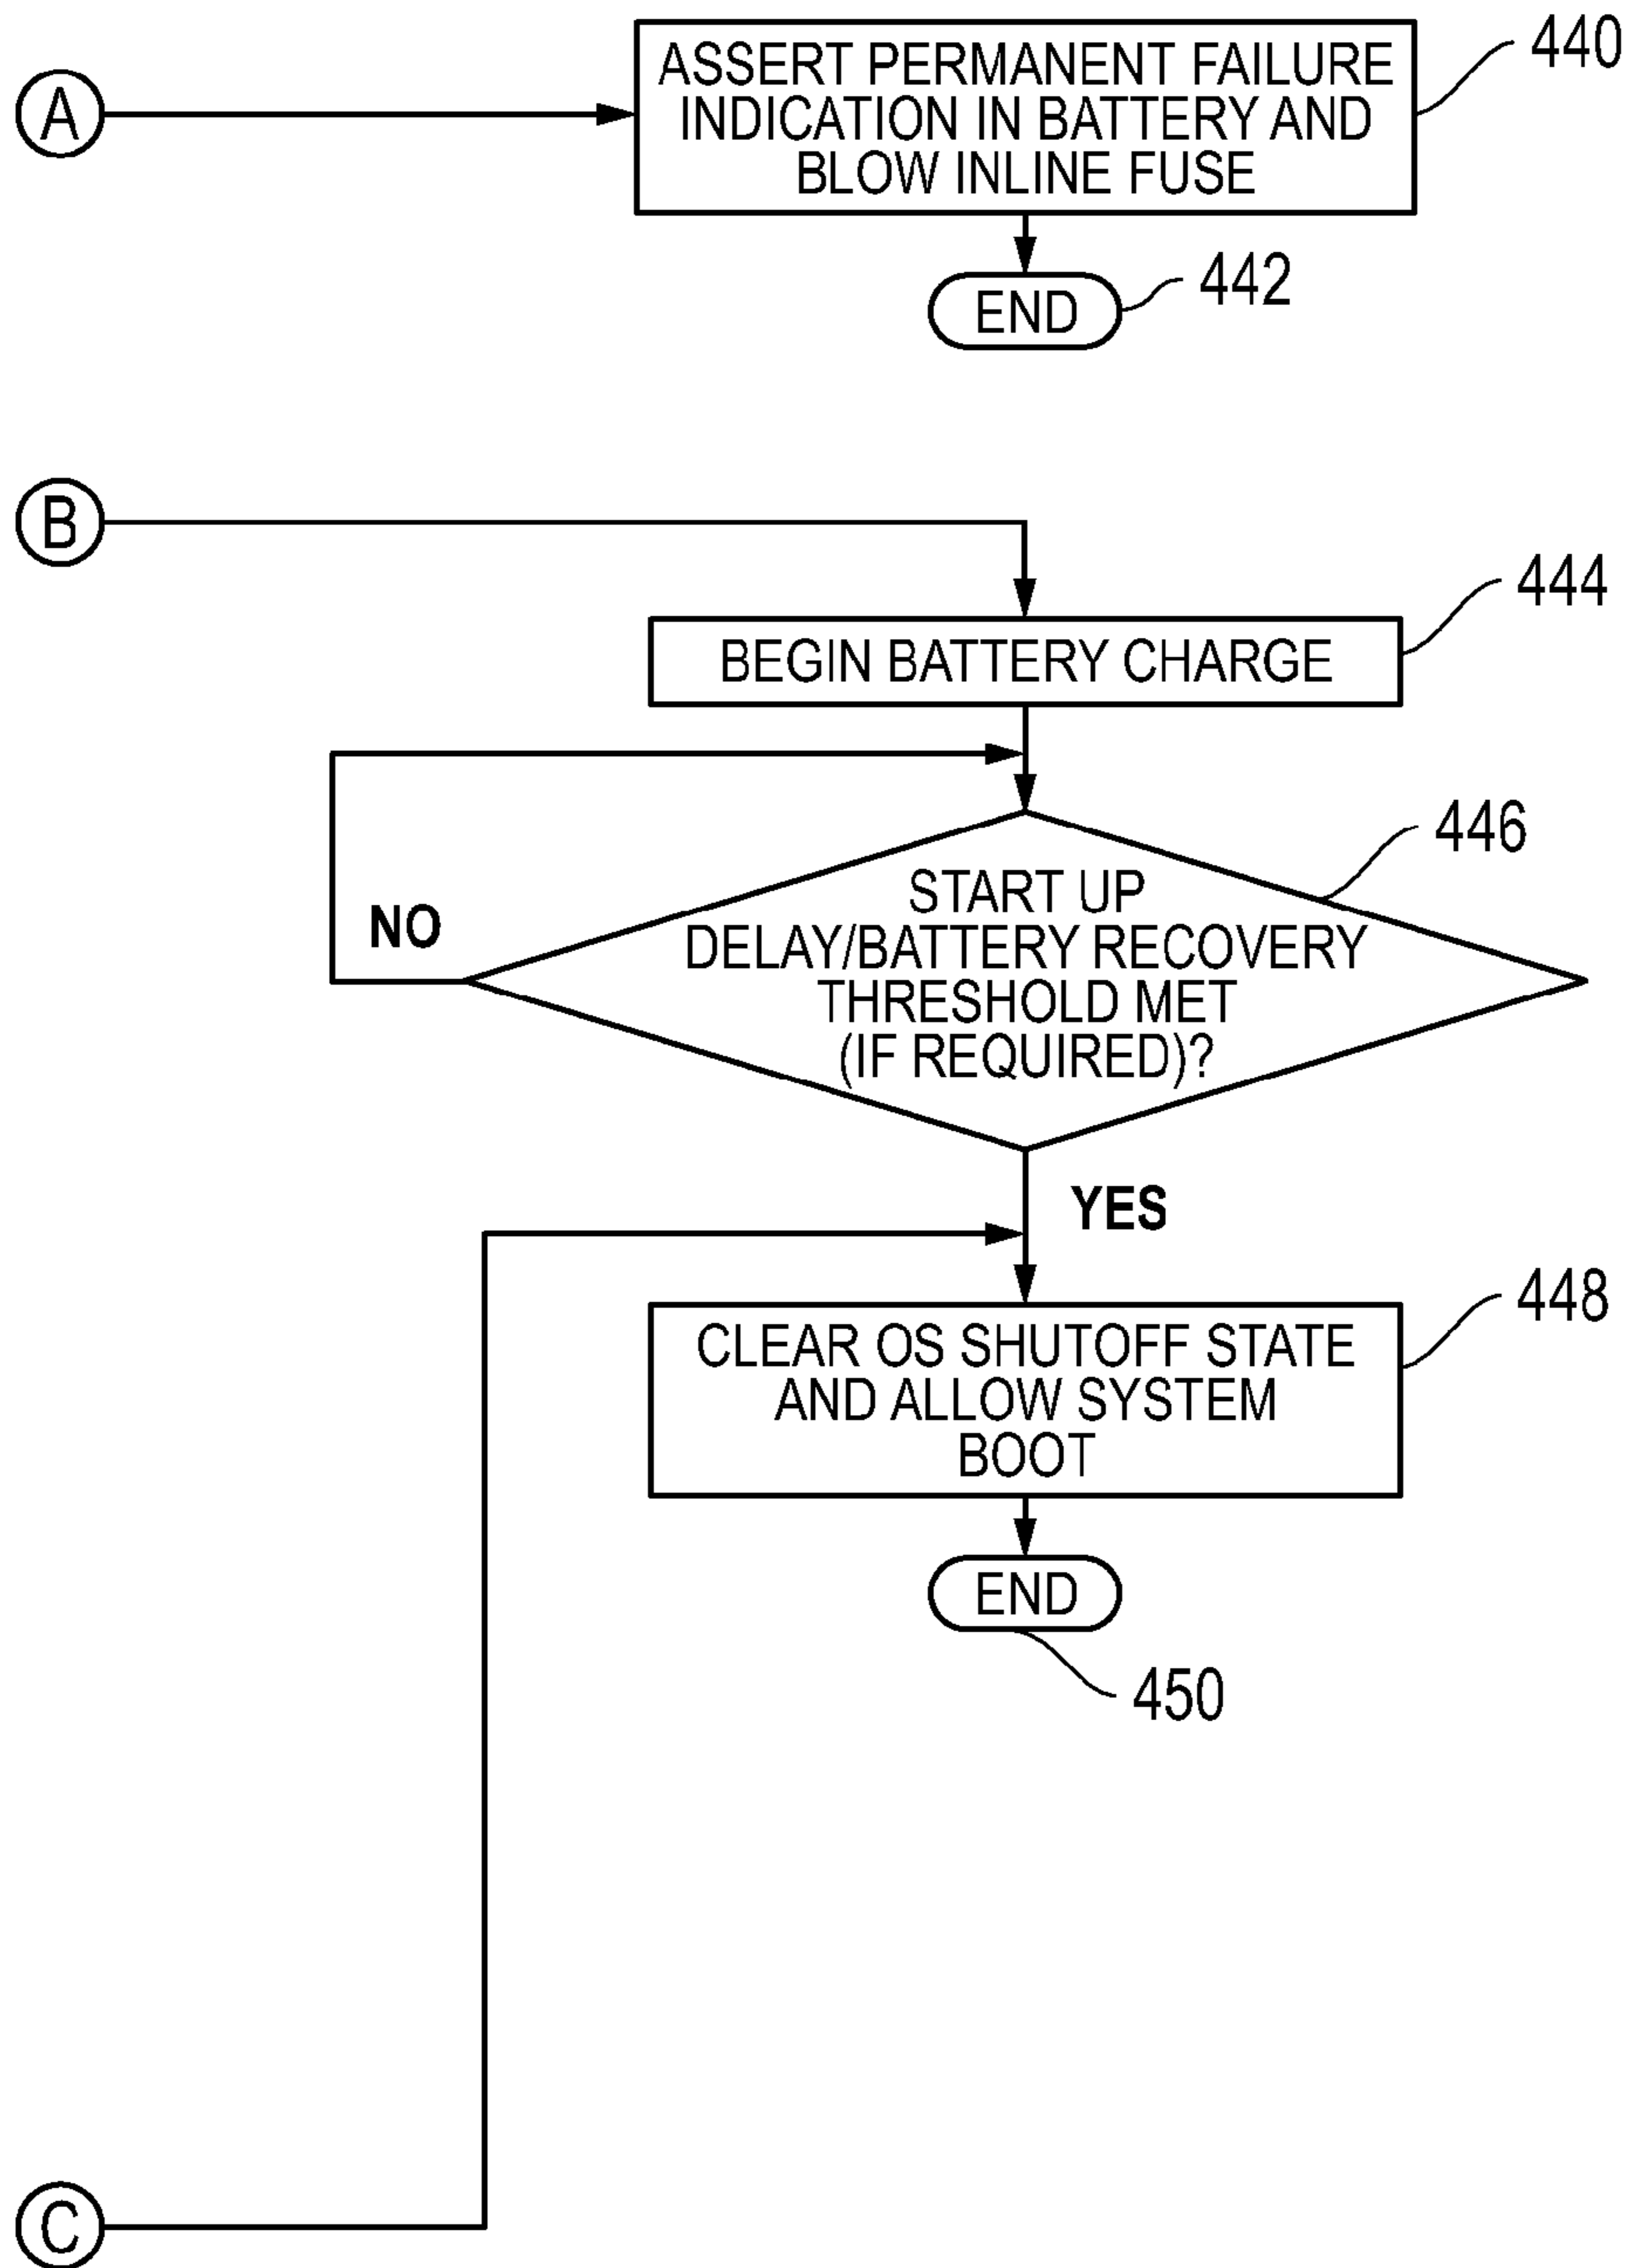 440
A
ASSERT PERMANENT FAILURE
INDICATION IN BATTERY AND
BLOW INLINE FUSE
442
END
B
444
BEGIN BATTERY CHARGE
446
NO
START UP
DELAY/BATTERY RECOVERY
THRESHOLD MET
(IF REQUIRED)?
YES
448
CLEAR OS SHUTOFF STATE
AND ALLOW SYSTEM
BOOT
END
450
C